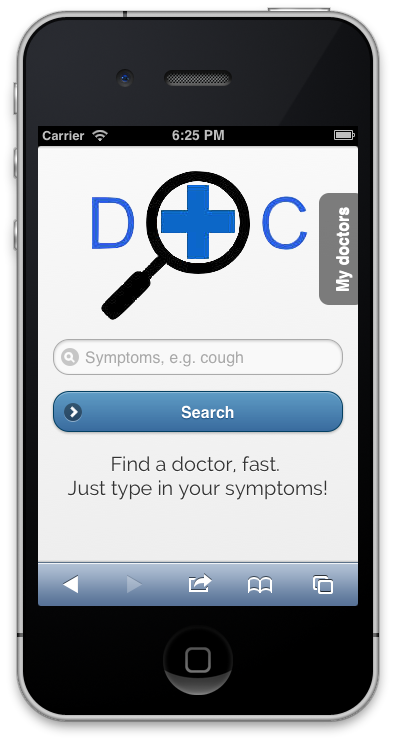 Carrier 6:25 PM
D C
My doctors
Symptoms, e.g. cough
Search
Find a doctor, fast.
Just type in your symptoms!